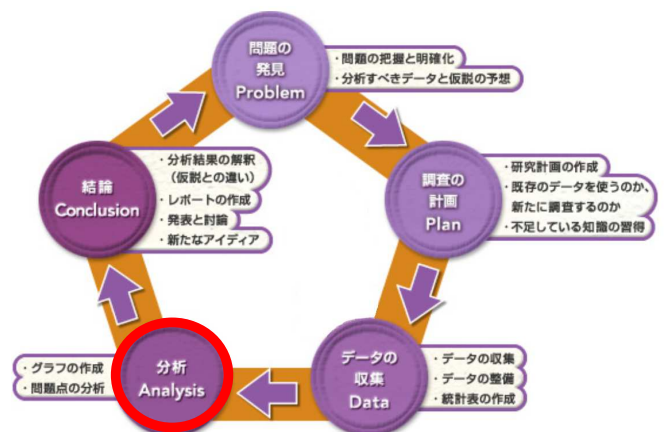 問題の
発見
Problem
・問題の把握と明確化
・分析すべきデータと仮説の予想
調査の
計画
Plan
・研究計画の作成
・既存のデータを使うのか、
新たに調査するのか
・不足している知識の習得
データの
収集
Data
・データの収集
・データの整備
・統計表の作成
分析
Analysis
・グラフの作成
・問題点の分析
結論
Conclusion
・分析結果の解釈
（仮説との違い）
・レポートの作成
・発表と討論
・新たなアイディア